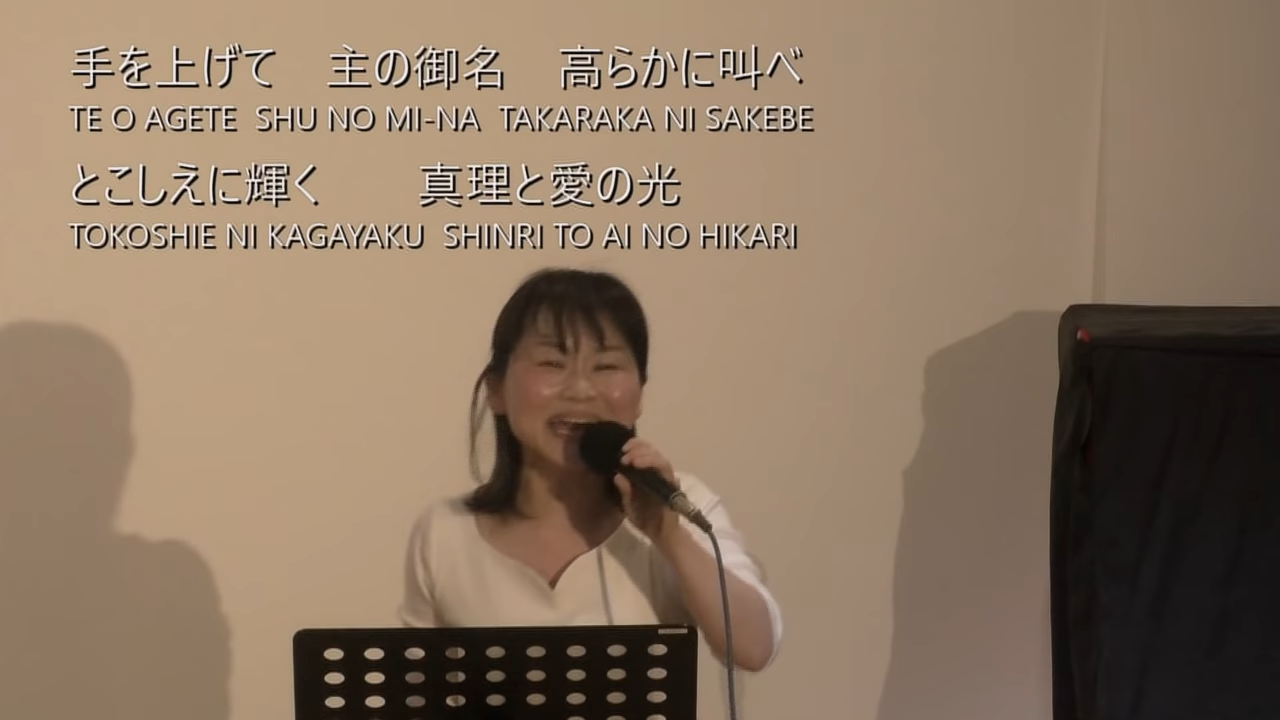 手を上げて　主の御名　高らかに叫べ
TE O AGETE SHU NO MI-NA TAKARAKA NI SAKEBE
とこしえに輝く　　真理と愛の光
TOKOSHIE NI KAGAYAKU SHINRI TO AI NO HIKARI